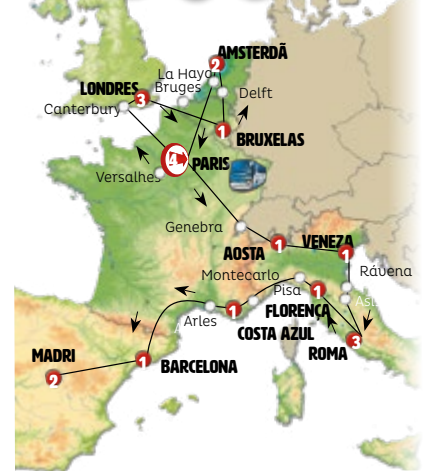 AMSTERDÃ
2
La Haya
LONDRES
3
Bruges
Delft
Canterbury
1
BRUXELAS
4
PARIS
Versalhes
Genebra
AOSTA
1
VENEZA
1
Montecarlo
Rávena
Pisa
1
FLORENÇA
Arles
1
COSTA AZUL
ROMA
3
MADRI
2
1
BARCELONA